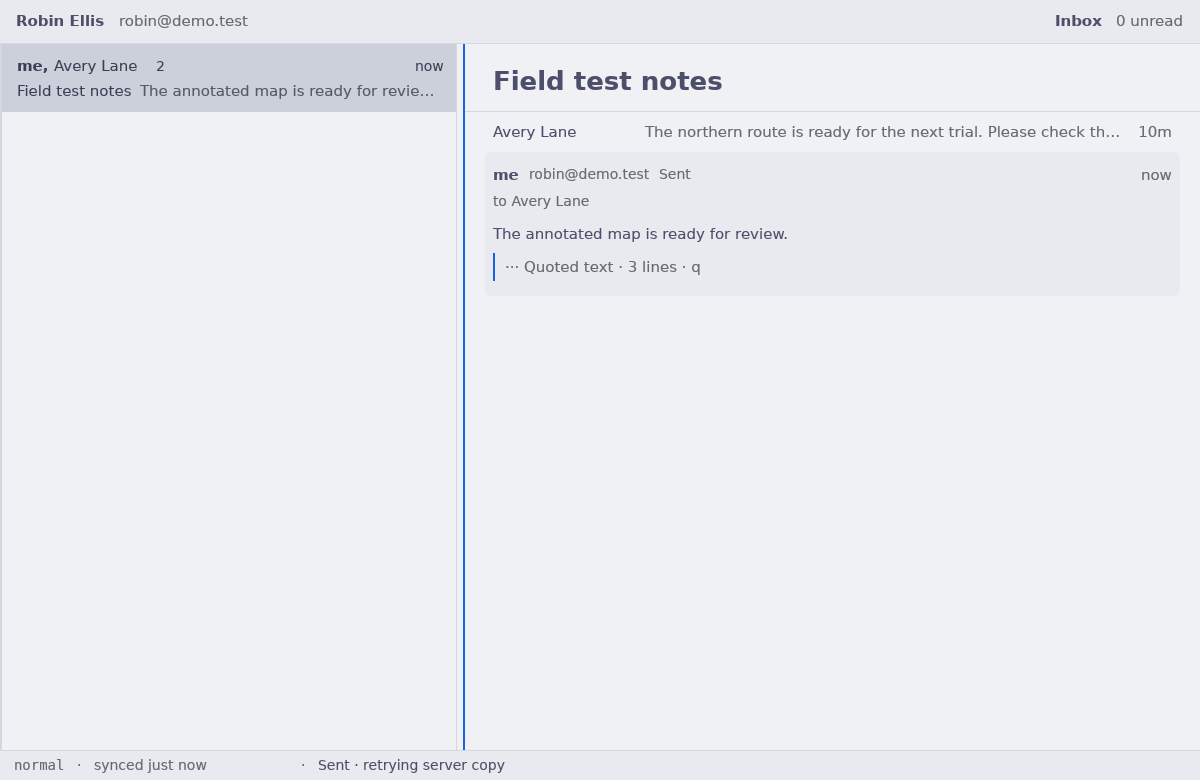 Robin Ellis robin@demo.test
Inbox 0 unread
me, Avery Lane 2 now
Field test notes The annotated map is ready for revie…
Field test notes
Avery Lane The northern route is ready for the next trial. Please check th… 10m
me robin@demo.test Sent now
to Avery Lane
The annotated map is ready for review.
··· Quoted text · 3 lines · q
normal · synced just now · Sent · retrying server copy